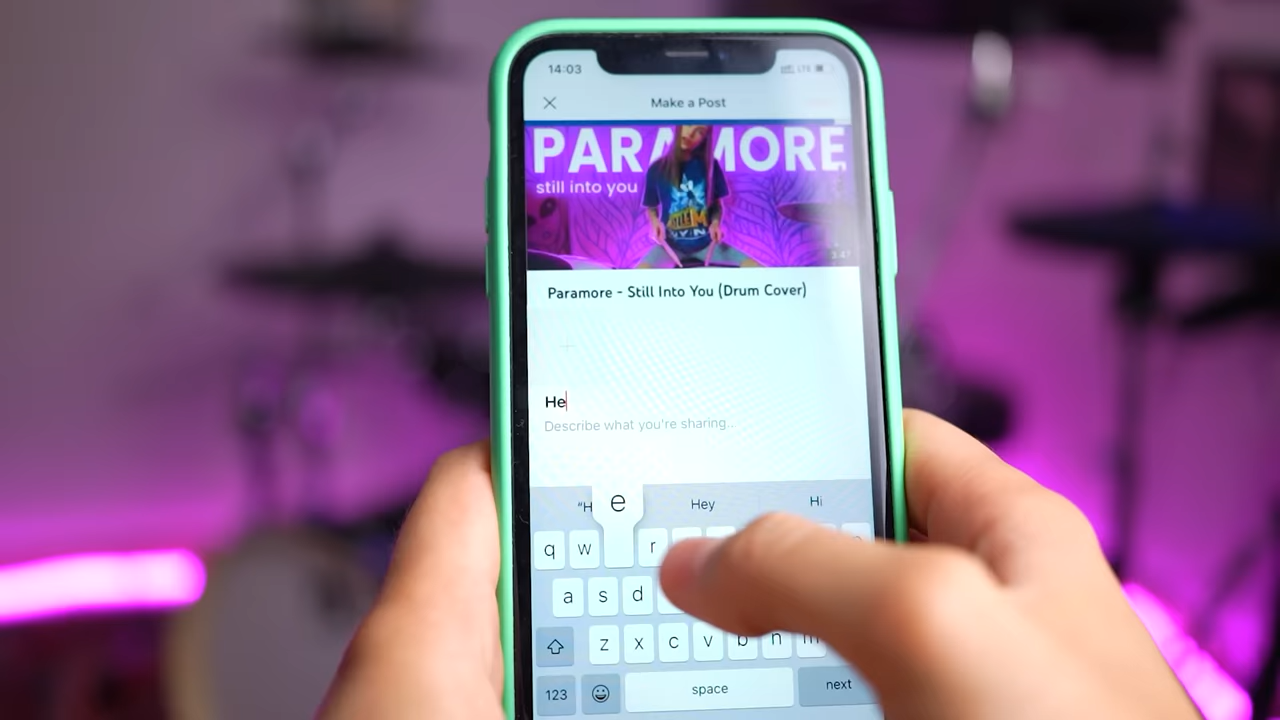 14:03 LTE
Make a Post
PARAMORE
still into you
3:47
Paramore - Still Into You (Drum Cover)
He
Describe what you're sharing...
"H Hey Hi
e
q w r
a s d
z x c v b n m
123 space next